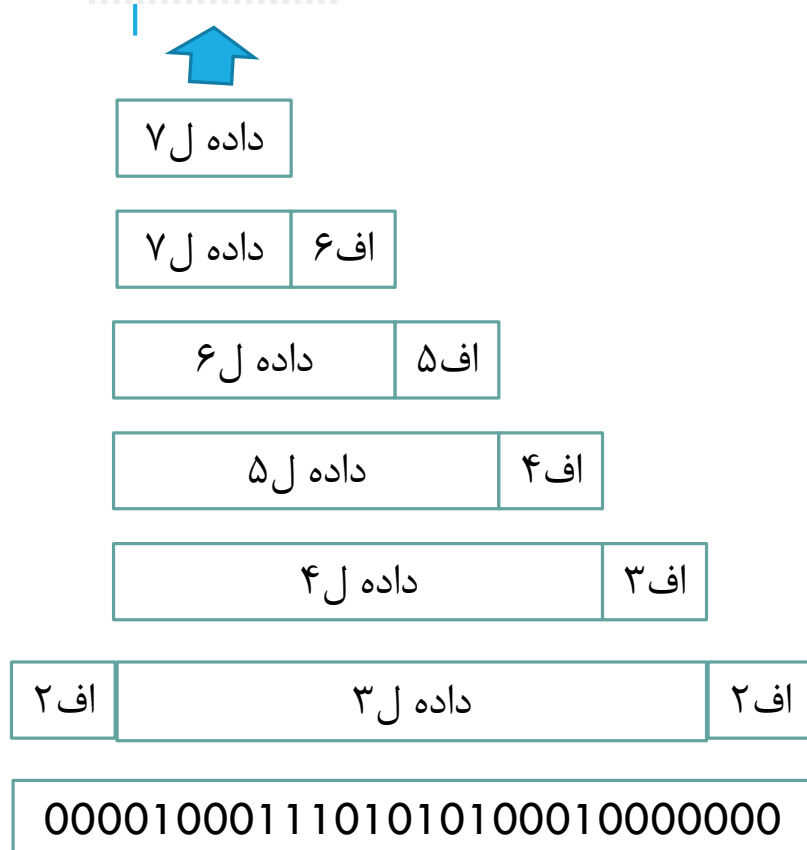 داده ل۷
اف۶ داده ل۷
اف۵ داده ل۶
اف۴ داده ل۵
اف۳ داده ل۴
اف۲ داده ل۳ اف۲
0000100011101010100010000000